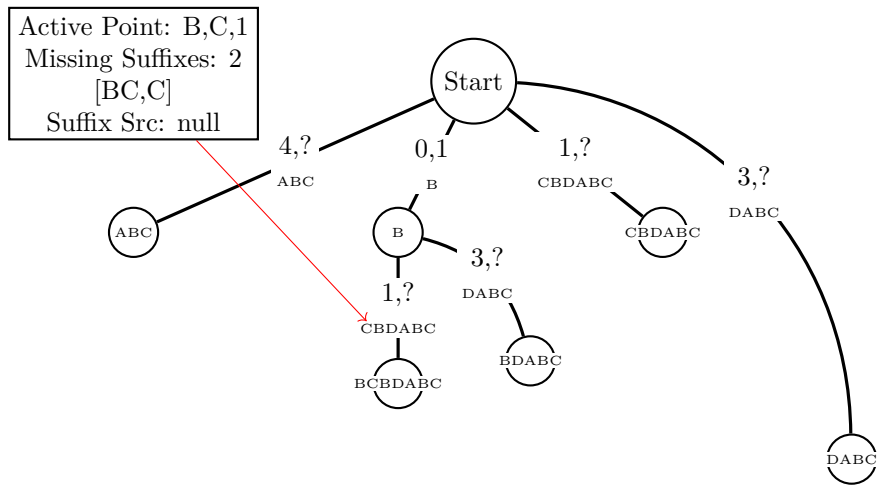 Active Point: B,C,1
Missing Suffixes: 2
[BC,C]
Suffix Src: null
Start
4,?
ABC
0,1
B
1,?
CBDABC
3,?
DABC
ABC
B
CBDABC
3,?
DABC
1,?
CBDABC
BDABC
BCBDABC
DABC